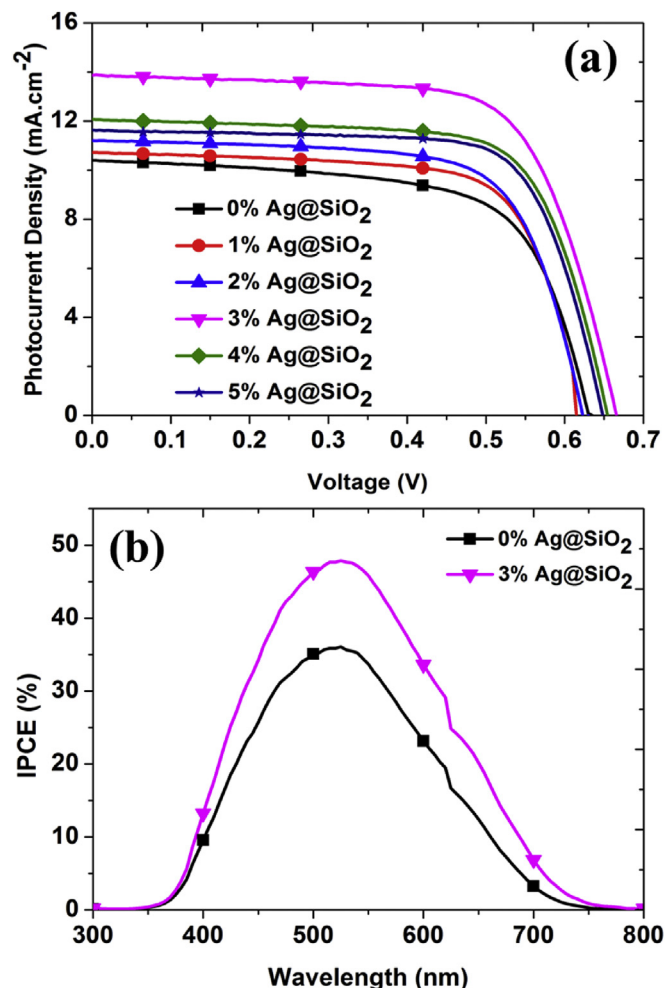 (a)
Photocurrent Density (mA.cm⁻²)
16
12
8
4
0
0% Ag@SiO₂
1% Ag@SiO₂
2% Ag@SiO₂
3% Ag@SiO₂
4% Ag@SiO₂
5% Ag@SiO₂
0.0 0.1 0.2 0.3 0.4 0.5 0.6 0.7
Voltage (V)
(b)
IPCE (%)
50
40
30
20
10
0
0% Ag@SiO₂
3% Ag@SiO₂
300 400 500 600 700 800
Wavelength (nm)